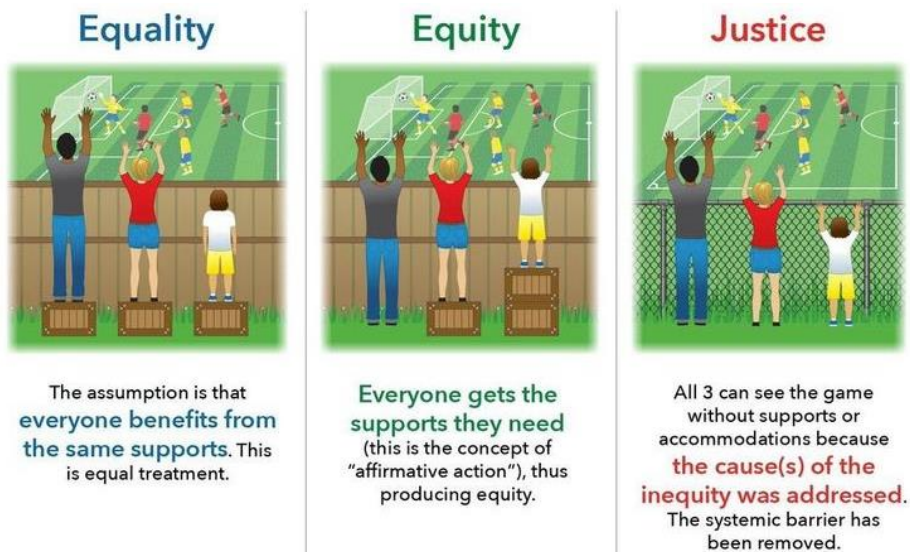 Equality
The assumption is that
everyone benefits from
the same supports. This
is equal treatment.
Equity
Everyone gets the
supports they need
(this is the concept of
"affirmative action"), thus
producing equity.
Justice
All 3 can see the game
without supports or
accommodations because
the cause(s) of the
inequity was addressed.
The systemic barrier has
been removed.